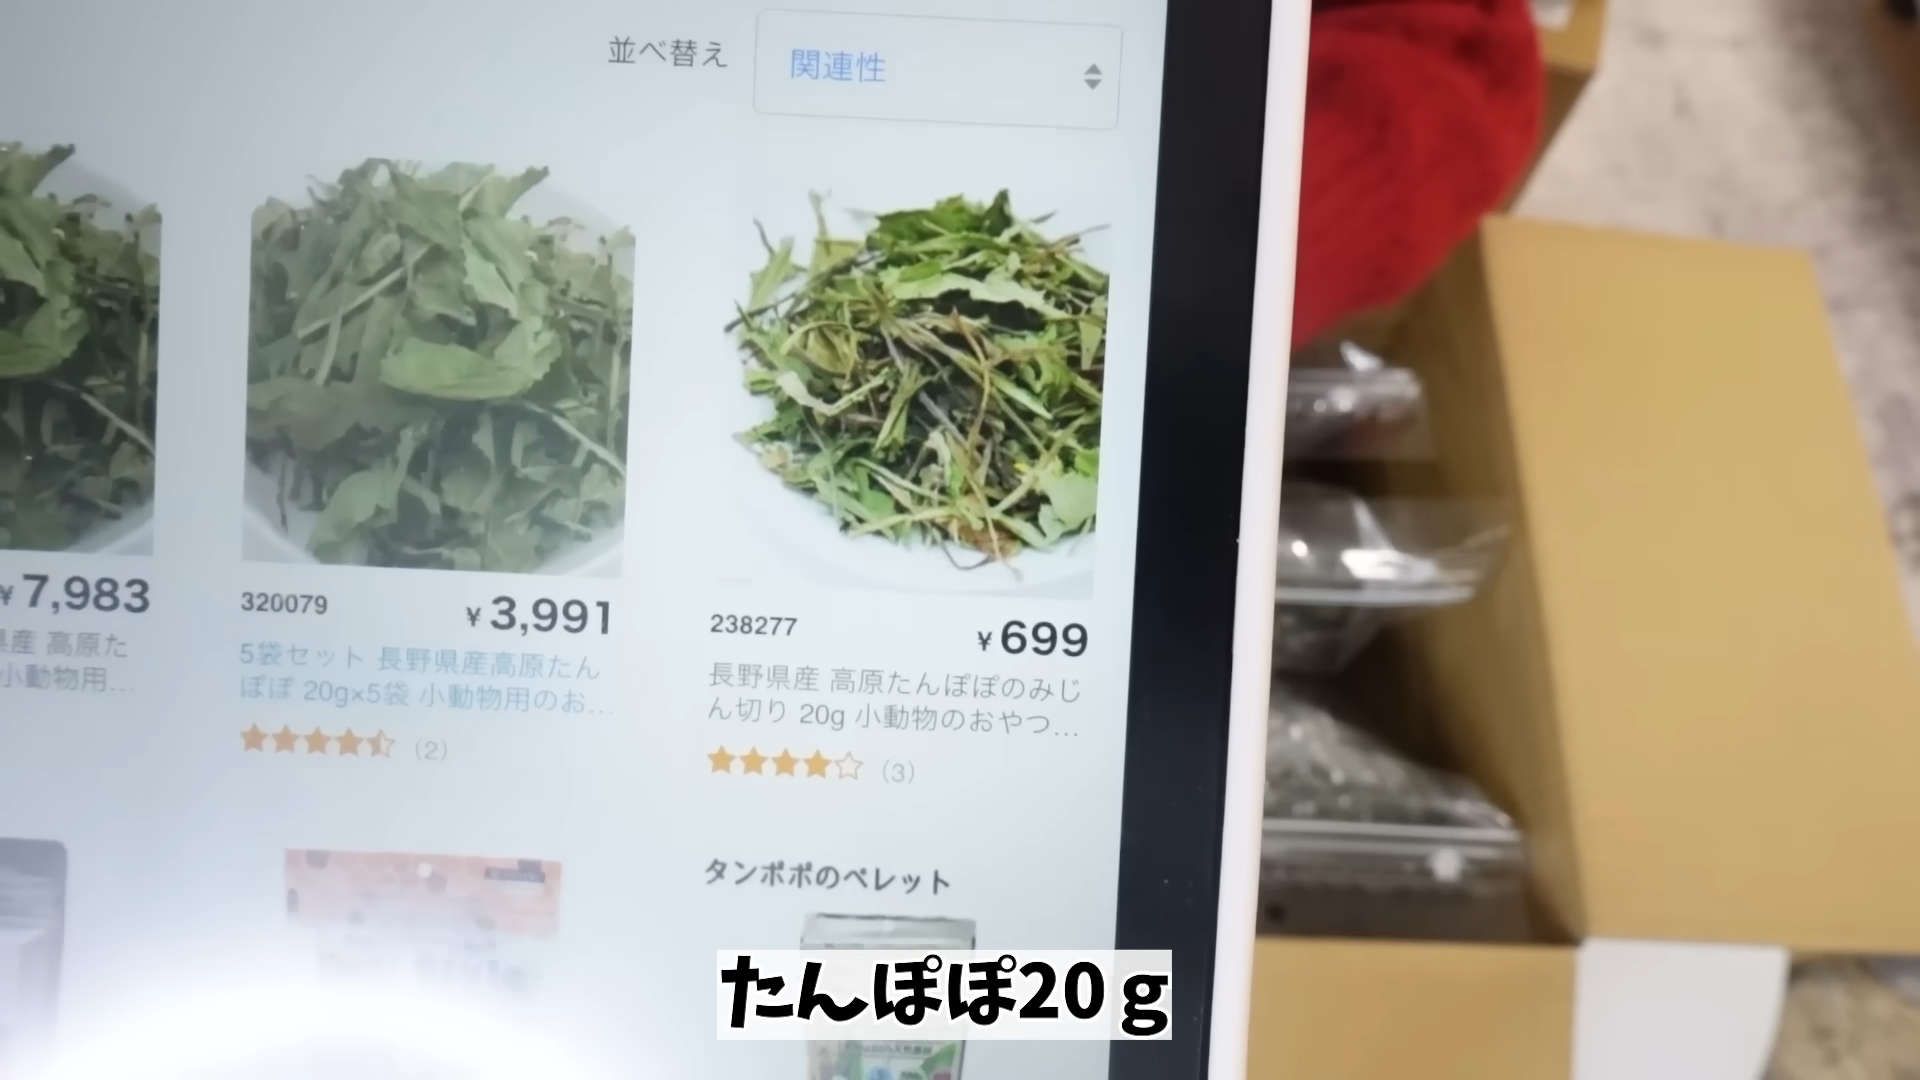 並べ替え
関連性
¥7,983
県産 高原た
小動物用...
320079
¥3,991
5袋セット 長野県産高原たん
ぽぽ 20g×5袋 小動物用のお...
(2)
238277
¥699
長野県産 高原たんぽぽのみじ
ん切り 20g 小動物のおやつ...
(3)
タンポポのペレット
たんぽぽ20g